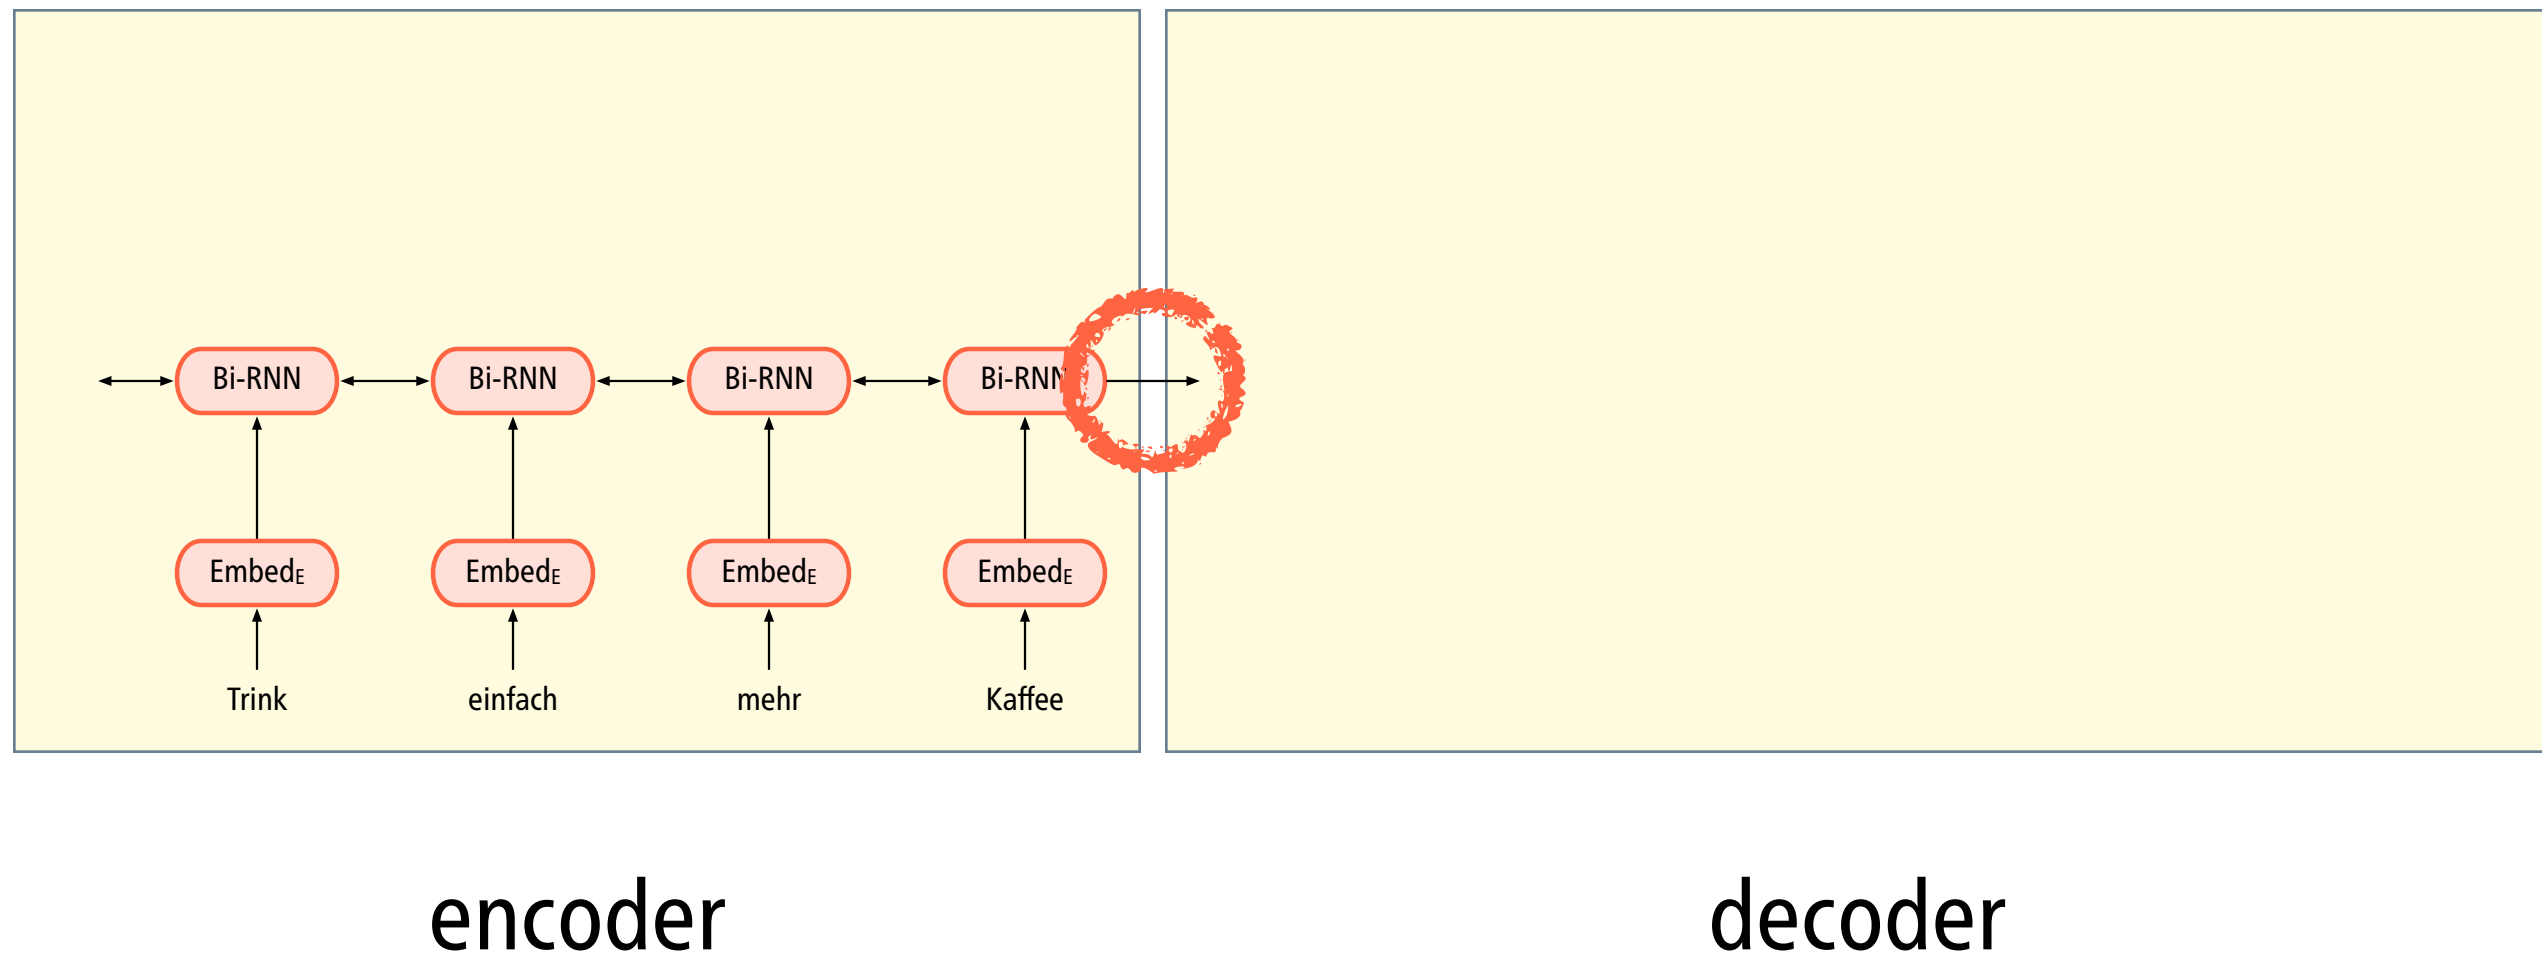 Bi-RNN Bi-RNN Bi-RNN Bi-RNN
EmbedE EmbedE EmbedE EmbedE
Trink einfach mehr Kaffee
encoder decoder